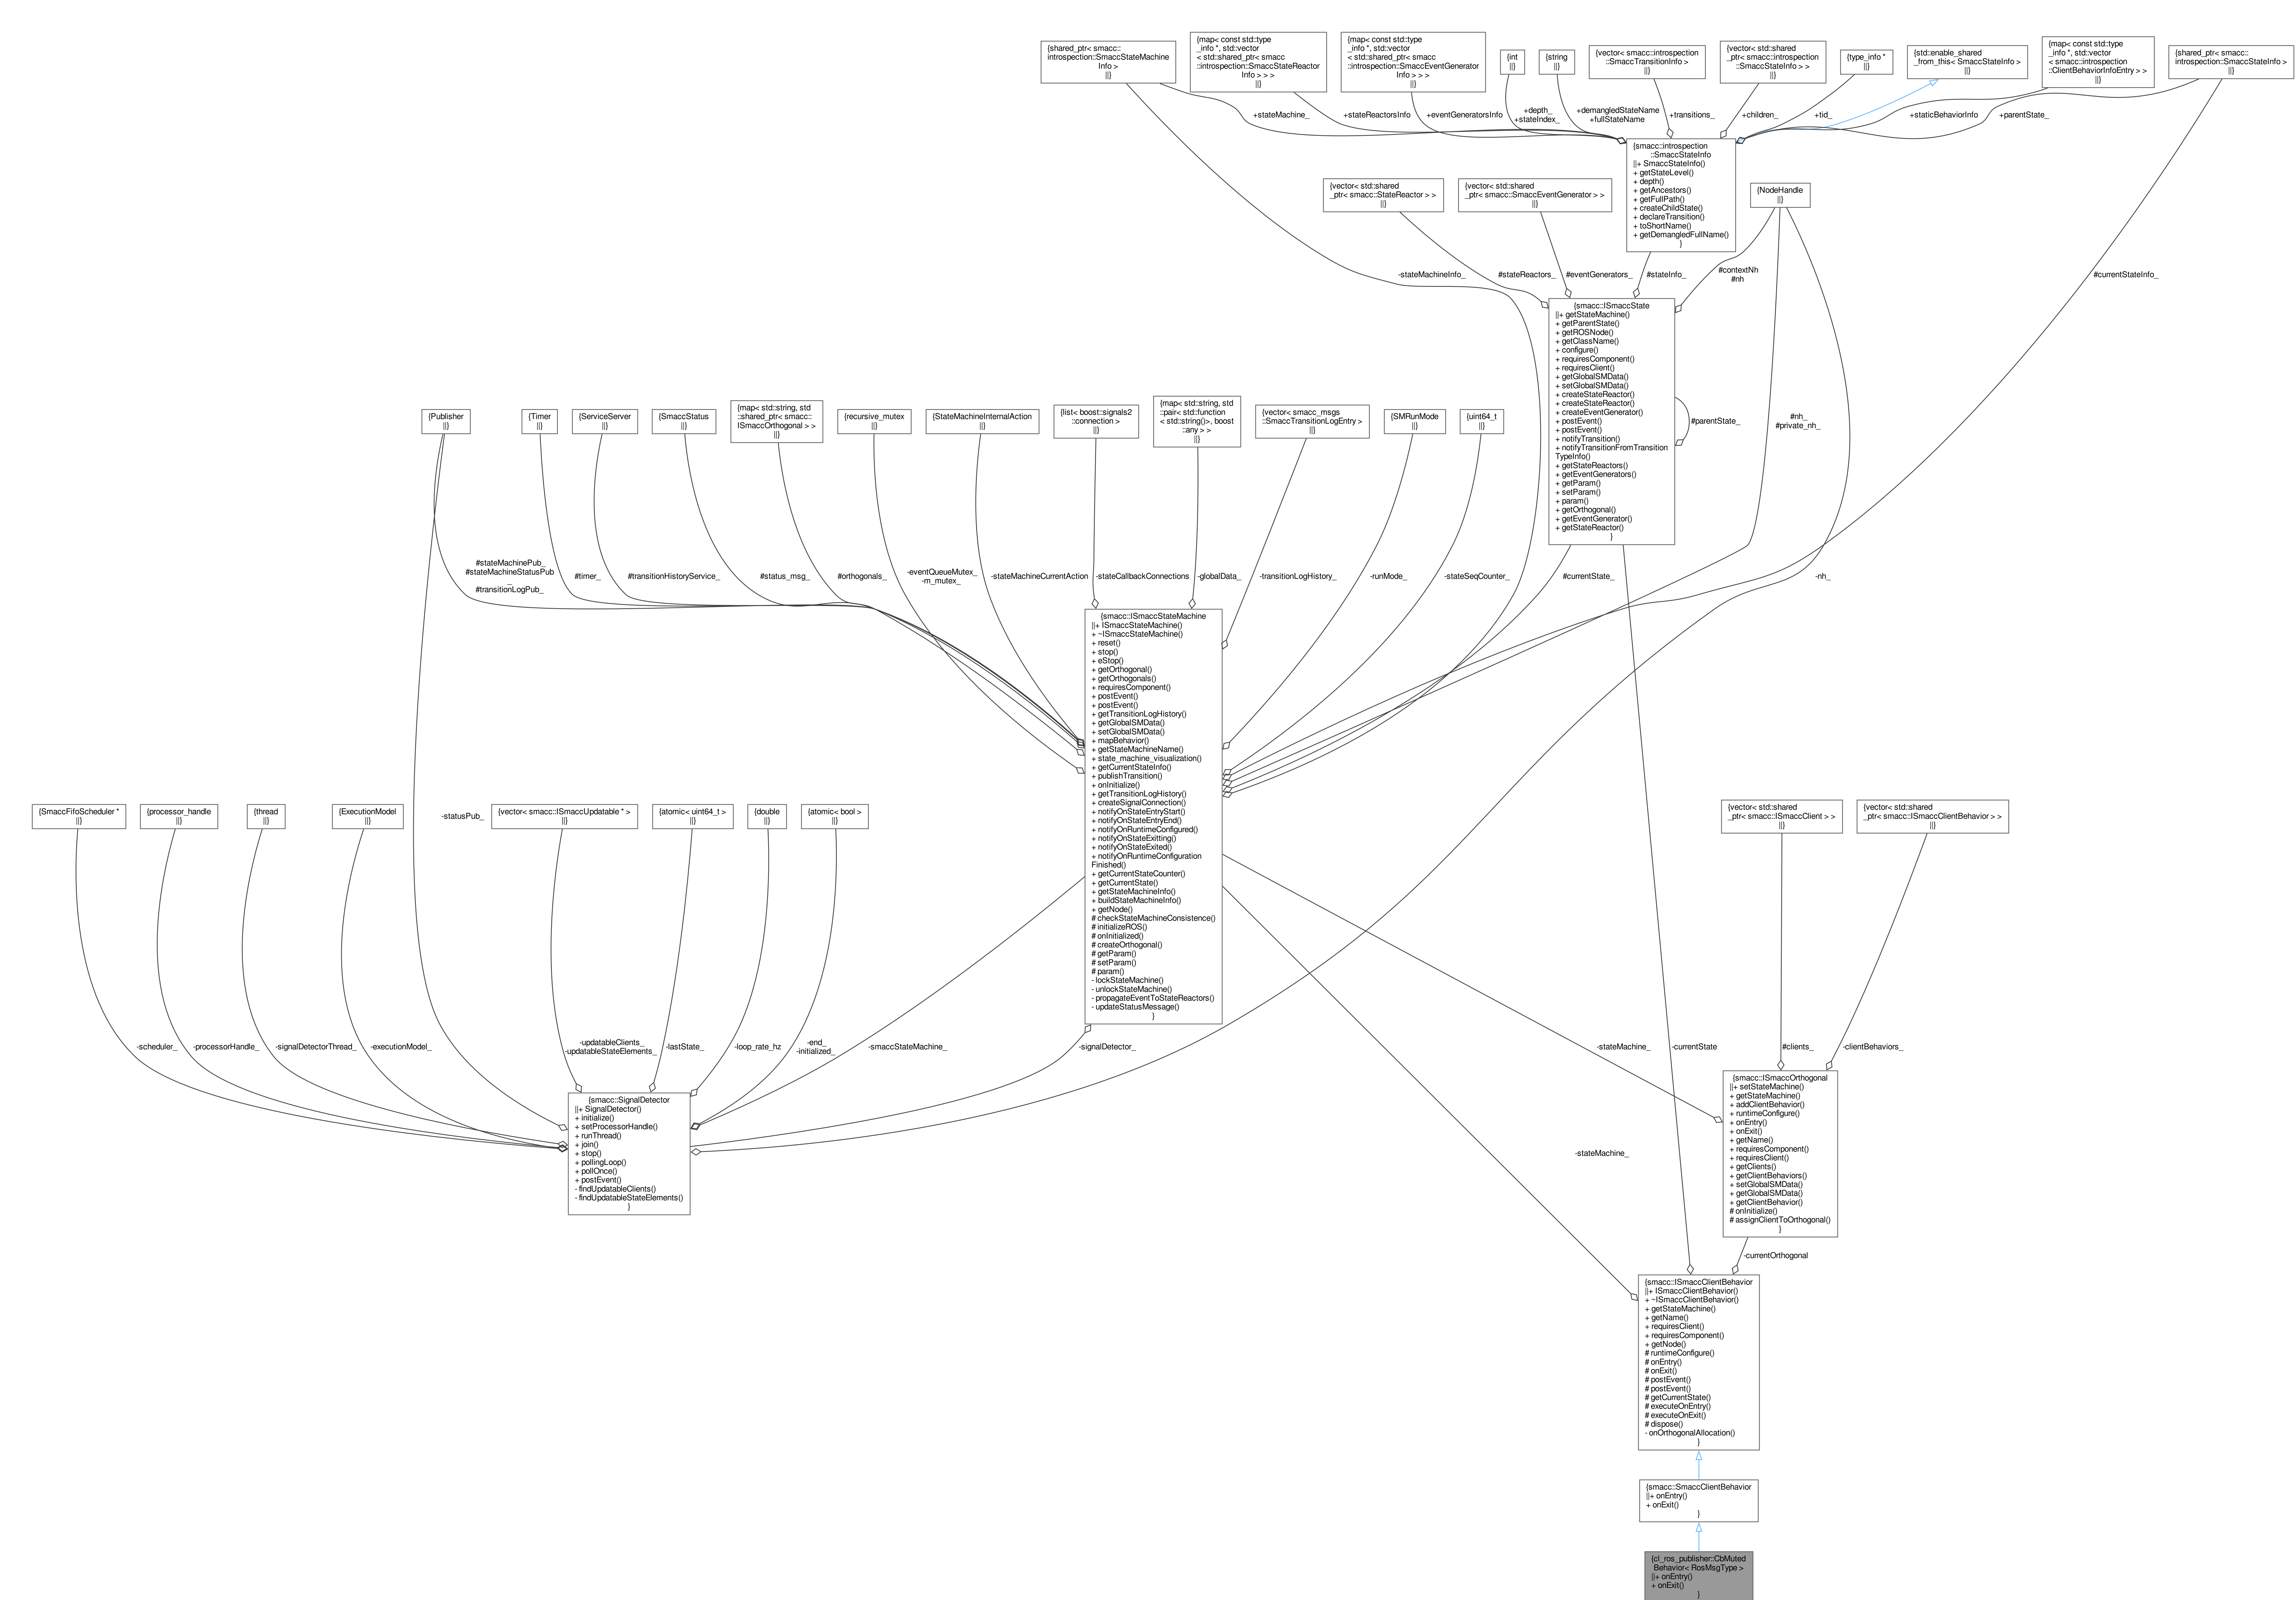 {shared_ptr< smacc::
introspection::SmaccStateMachine
Info >
||}
{map< const std::type
_info *, std::vector
< std::shared_ptr< smacc
::introspection::SmaccStateReactor
Info > > >
||}
{map< const std::type
_info *, std::vector
< std::shared_ptr< smacc
::introspection::SmaccEventGenerator
Info > > >
||}
{int
||}
{string
||}
{vector< smacc::introspection
::SmaccTransitionInfo >
||}
{vector< std::shared
_ptr< smacc::introspection
::SmaccStateInfo > >
||}
{type_info *
||}
{std::enable_shared
_from_this< SmaccStateInfo >
||}
{map< const std::type
_info *, std::vector
< smacc::introspection
::ClientBehaviorInfoEntry > >
||}
{shared_ptr< smacc::
introspection::SmaccStateInfo >
||}
+stateMachine_
+stateReactorsInfo
+eventGeneratorsInfo
+depth_
+stateIndex_
+demangledStateName
+fullStateName
+transitions_
+children_
+tid_
+staticBehaviorInfo
+parentState_
{smacc::introspection
::SmaccStateInfo
||+ SmaccStateInfo()
+ getStateLevel()
+ depth()
+ getAncestors()
+ getFullPath()
+ createChildState()
+ declareTransition()
+ toShortName()
+ getDemangledFullName()
}
{vector< std::shared
_ptr< smacc::StateReactor > >
||}
{vector< std::shared
_ptr< smacc::SmaccEventGenerator > >
||}
{NodeHandle
||}
-stateMachineInfo_
#stateReactors_
#eventGenerators_
#stateInfo_
#contextNh
#nh
#currentStateInfo_
{smacc::ISmaccState
||+ getStateMachine()
+ getParentState()
+ getROSNode()
+ getClassName()
+ configure()
+ requiresComponent()
+ requiresClient()
+ getGlobalSMData()
+ setGlobalSMData()
+ createStateReactor()
+ createStateReactor()
+ createEventGenerator()
+ postEvent()
+ postEvent()
+ notifyTransition()
+ notifyTransitionFromTransition
TypeInfo()
+ getStateReactors()
+ getEventGenerators()
+ getParam()
+ setParam()
+ param()
+ getOrthogonal()
+ getEventGenerator()
+ getStateReactor()
}
#parentState_
#nh_
#private_nh_
{Publisher
||}
{Timer
||}
{ServiceServer
||}
{SmaccStatus
||}
{map< std::string, std
::shared_ptr< smacc::
ISmaccOrthogonal > >
||}
{recursive_mutex
||}
{StateMachineInternalAction
||}
{list< boost::signals2
::connection >
||}
{map< std::string, std
::pair< std::function
< std::string()>, boost
::any > >
||}
{vector< smacc_msgs
::SmaccTransitionLogEntry >
||}
{SMRunMode
||}
{uint64_t
||}
#stateMachinePub_
#stateMachineStatusPub
_
#transitionLogPub_
#timer_
#transitionHistoryService_
#status_msg_
#orthogonals_
-eventQueueMutex_
-m_mutex_
-stateMachineCurrentAction
-stateCallbackConnections
-globalData_
-transitionLogHistory_
-runMode_
-stateSeqCounter_
#currentState_
-nh_
{smacc::ISmaccStateMachine
||+ ISmaccStateMachine()
+ ~ISmaccStateMachine()
+ reset()
+ stop()
+ eStop()
+ getOrthogonal()
+ getOrthogonals()
+ requiresComponent()
+ postEvent()
+ postEvent()
+ getTransitionLogHistory()
+ getGlobalSMData()
+ setGlobalSMData()
+ mapBehavior()
+ getStateMachineName()
+ state_machine_visualization()
+ getCurrentStateInfo()
+ publishTransition()
+ onInitialize()
+ getTransitionLogHistory()
+ createSignalConnection()
+ notifyOnStateEntryStart()
+ notifyOnStateEntryEnd()
+ notifyOnRuntimeConfigured()
+ notifyOnStateExitting()
+ notifyOnStateExited()
+ notifyOnRuntimeConfiguration
Finished()
+ getCurrentStateCounter()
+ getCurrentState()
+ getStateMachineInfo()
+ buildStateMachineInfo()
+ getNode()
# checkStateMachineConsistence()
# initializeROS()
# onInitialized()
# createOrthogonal()
# getParam()
# setParam()
# param()
- lockStateMachine()
- unlockStateMachine()
- propagateEventToStateReactors()
- updateStatusMessage()
}
{SmaccFifoScheduler *
||}
{processor_handle
||}
{thread
||}
{ExecutionModel
||}
-statusPub_
{vector< smacc::ISmaccUpdatable * >
||}
{atomic< uint64_t >
||}
{double
||}
{atomic< bool >
||}
{vector< std::shared
_ptr< smacc::ISmaccClient > >
||}
{vector< std::shared
_ptr< smacc::ISmaccClientBehavior > >
||}
-scheduler_
-processorHandle_
-signalDetectorThread_
-executionModel_
-updatableClients_
-updatableStateElements_
-lastState_
-loop_rate_hz
-end_
-initialized_
-smaccStateMachine_
-signalDetector_
-stateMachine_
-currentState
#clients_
-clientBehaviors_
{smacc::SignalDetector
||+ SignalDetector()
+ initialize()
+ setProcessorHandle()
+ runThread()
+ join()
+ stop()
+ pollingLoop()
+ pollOnce()
+ postEvent()
- findUpdatableClients()
- findUpdatableStateElements()
}
{smacc::ISmaccOrthogonal
||+ setStateMachine()
+ getStateMachine()
+ addClientBehavior()
+ runtimeConfigure()
+ onEntry()
+ onExit()
+ getName()
+ requiresComponent()
+ requiresClient()
+ getClients()
+ getClientBehaviors()
+ setGlobalSMData()
+ getGlobalSMData()
+ getClientBehavior()
# onInitialize()
# assignClientToOrthogonal()
}
-stateMachine_
-currentOrthogonal
{smacc::ISmaccClientBehavior
||+ ISmaccClientBehavior()
+ ~ISmaccClientBehavior()
+ getStateMachine()
+ getName()
+ requiresClient()
+ requiresComponent()
+ getNode()
# runtimeConfigure()
# onEntry()
# onExit()
# postEvent()
# postEvent()
# getCurrentState()
# executeOnEntry()
# executeOnExit()
# dispose()
- onOrthogonalAllocation()
}
{smacc::SmaccClientBehavior
||+ onEntry()
+ onExit()
}
{cl_ros_publisher::CbMuted
Behavior< RosMsgType >
||+ onEntry()
+ onExit()
}